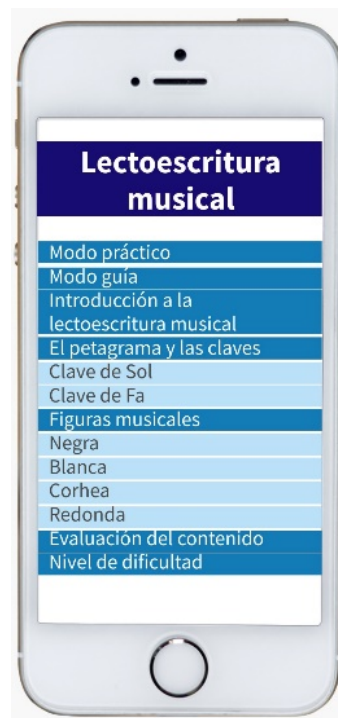 Lectoescritura
musical
Modo práctico
Modo guía
Introducción a la
lectoescritura musical
El petagrama y las claves
Clave de Sol
Clave de Fa
Figuras musicales
Negra
Blanca
Corhea
Redonda
Evaluación del contenido
Nivel de dificultad